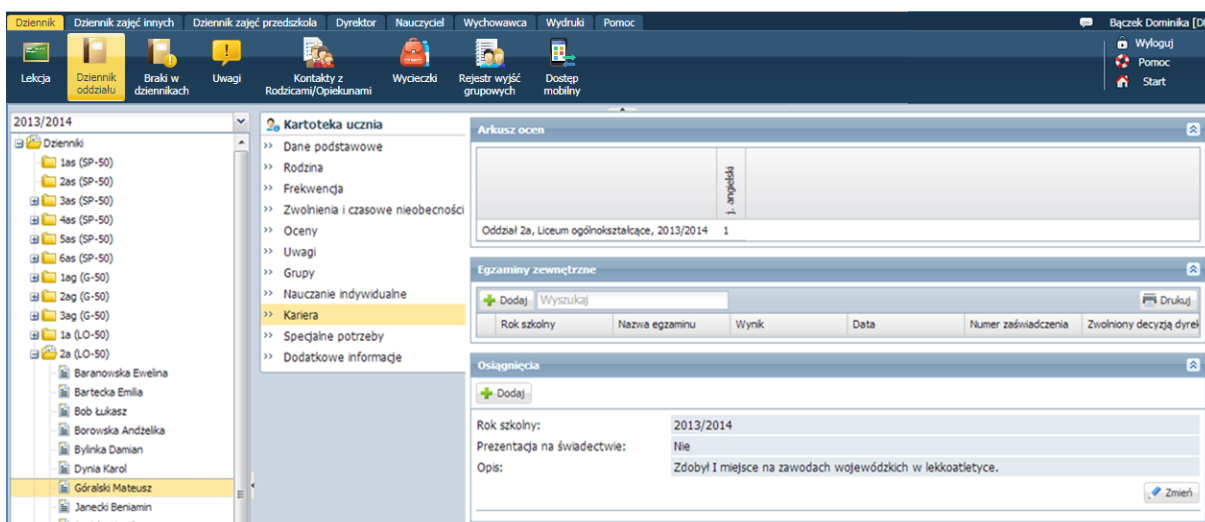 Dziennik Dziennik zajęć innych Dziennik zajęć przedszkola Dyrektor Nauczyciel Wychowawca Wydruki Pomoc Bączek Dominika [D
Wyloguj
Pomoc
Start
Lekcja
Dziennik oddziału
Braki w dziennikach
Uwagi
Kontakty z Rodzicami/Opiekunami
Wycieczki
Rejestr wyjść grupowych
Dostęp mobilny
2013/2014
Dzienniki
1as (SP-50)
2as (SP-50)
3as (SP-50)
4as (SP-50)
5as (SP-50)
6as (SP-50)
1ag (G-50)
2ag (G-50)
3ag (G-50)
1a (LO-50)
2a (LO-50)
Baranowska Ewelina
Bartecka Emilia
Bob Łukasz
Borowska Andżelika
Bylinka Damian
Dynia Karol
Góralski Mateusz
Janecki Beniamin
Kartoteka ucznia
Dane podstawowe
Rodzina
Frekwencja
Zwolnienia i czasowe nieobecności
Oceny
Uwagi
Grupy
Nauczanie indywidualne
Kariera
Specjalne potrzeby
Dodatkowe informacje
Arkusz ocen
j. angielski
Oddział 2a, Liceum ogólnokształcące, 2013/2014 1
Egzaminy zewnętrzne
Dodaj Wyszukaj Drukuj
Rok szkolny Nazwa egzaminu Wynik Data Numer zaświadczenia Zwolniony decyzją dyrek
Osiągnięcia
Dodaj
Rok szkolny: 2013/2014
Prezentacja na świadectwie: Nie
Opis: Zdobył I miejsce na zawodach wojewódzkich w lekkoatletyce.
Zmień